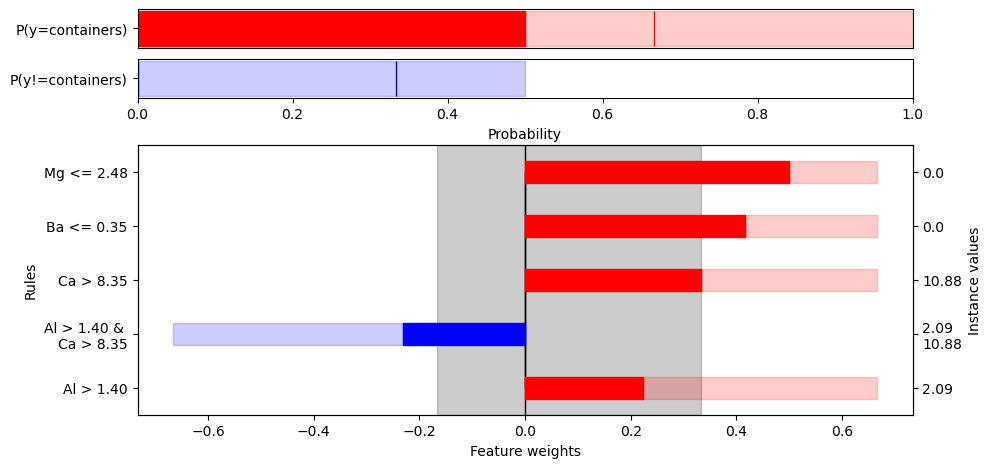 P(y=containers)
P(y!=containers)
0.0 0.2 0.4 0.6 0.8 1.0
Probability
Mg <= 2.48 0.0
Ba <= 0.35 0.0
Ca > 8.35 10.88
Al > 1.40 & 2.09
Ca > 8.35 10.88
Al > 1.40 2.09
Rules
Instance values
−0.6 −0.4 −0.2 0.0 0.2 0.4 0.6
Feature weights